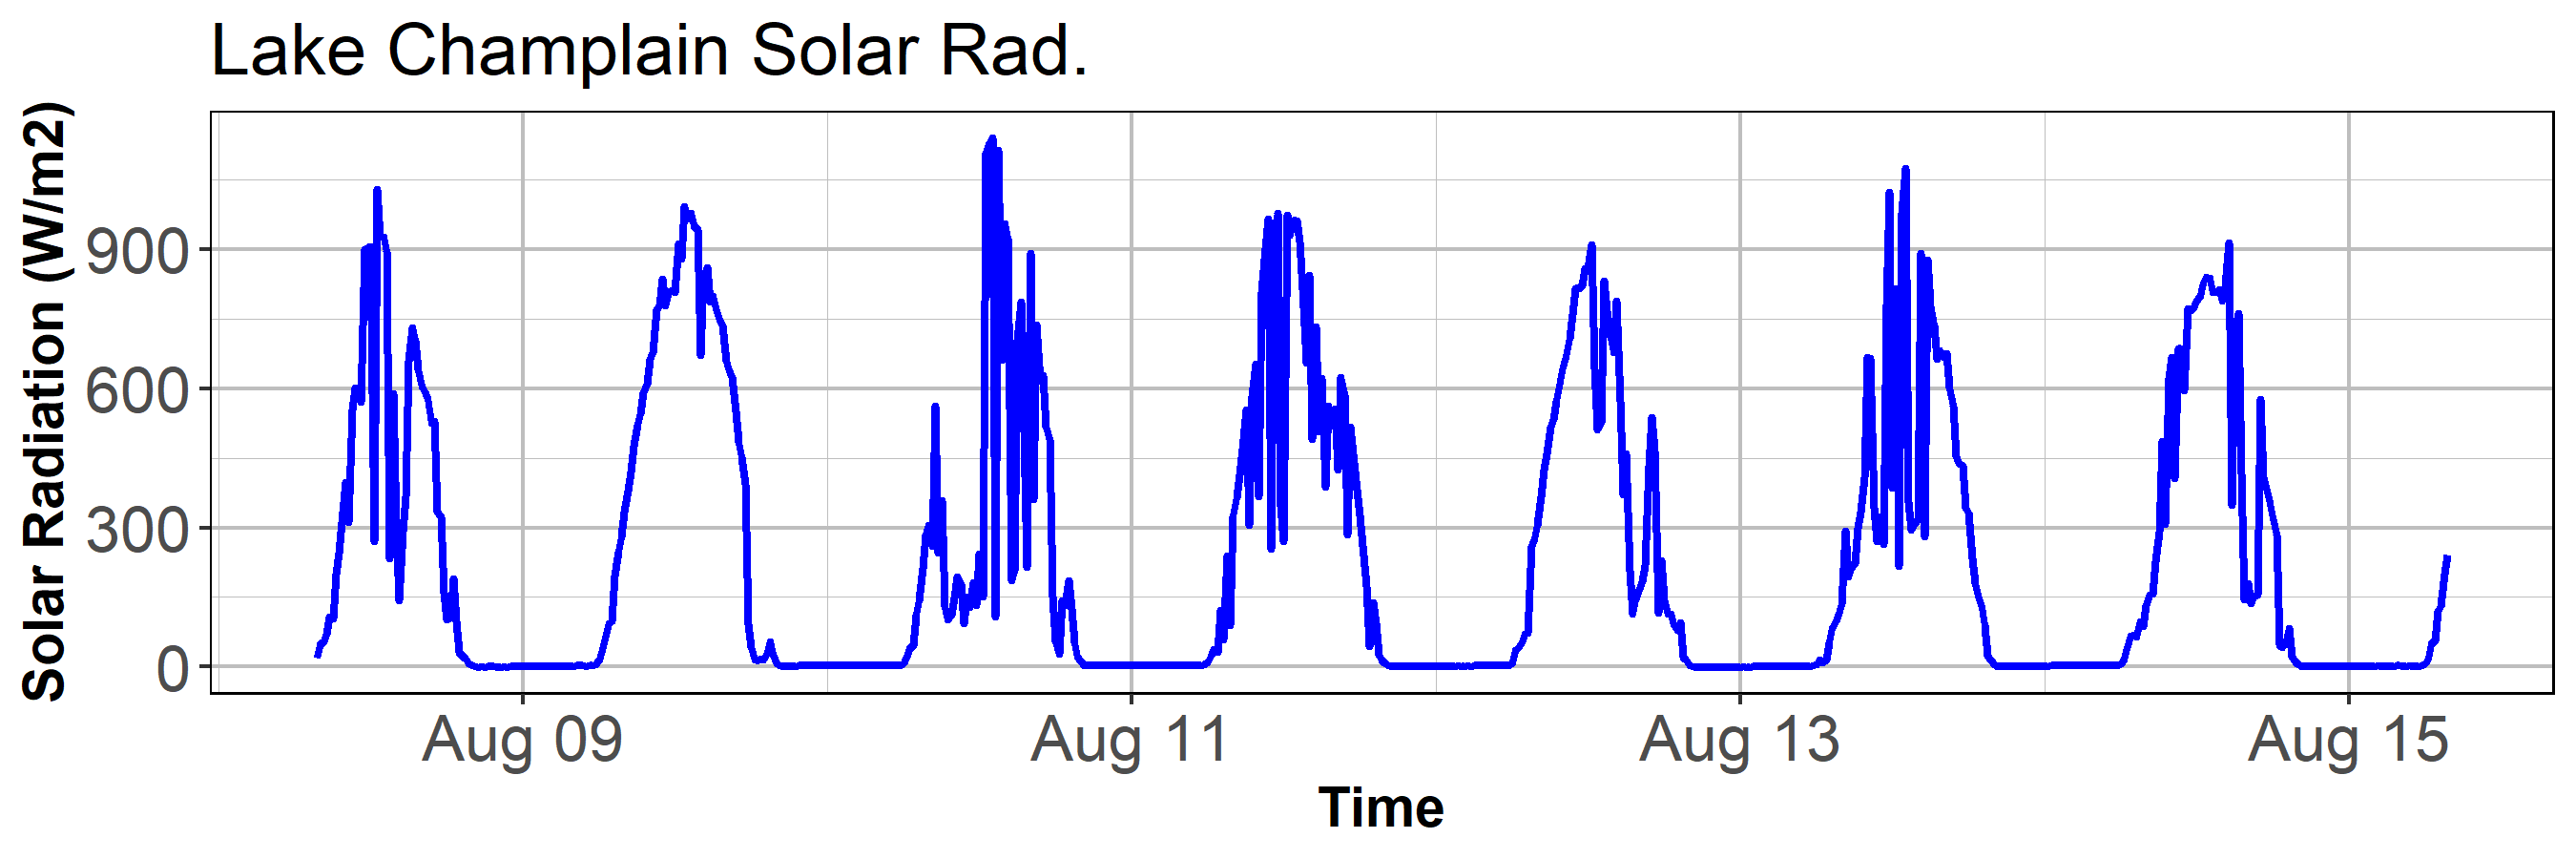 Lake Champlain Solar Rad.
Solar Radiation (W/m2)
900
600
300
0
Aug 09
Aug 11
Aug 13
Aug 15
Time